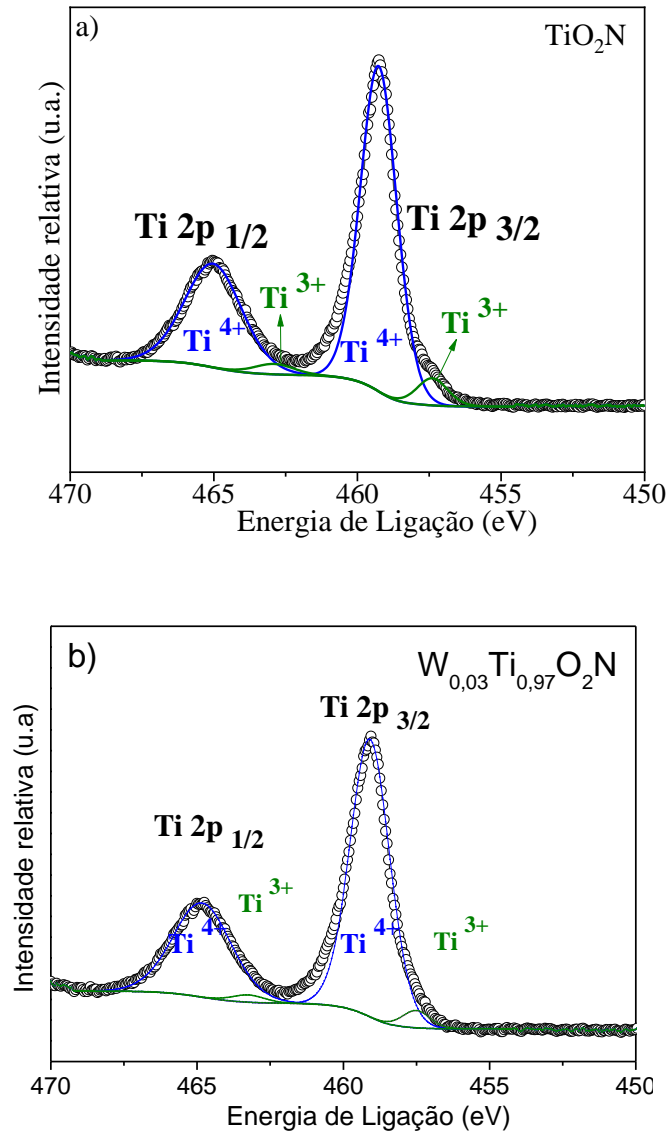 a)
TiO₂N
Intensidade relativa (u.a.)
Ti 2p 1/2
Ti 2p 3/2
Ti 3+
Ti 3+
Ti 4+
Ti 4+
470 465 460 455 450
Energia de Ligação (eV)
b)
W₀,₀₃Ti₀,₉₇O₂N
Intensidade relativa (u.a)
Ti 2p 3/2
Ti 2p 1/2
Ti 3+
Ti 4+
Ti 4+
Ti 3+
470 465 460 455 450
Energia de Ligação (eV)